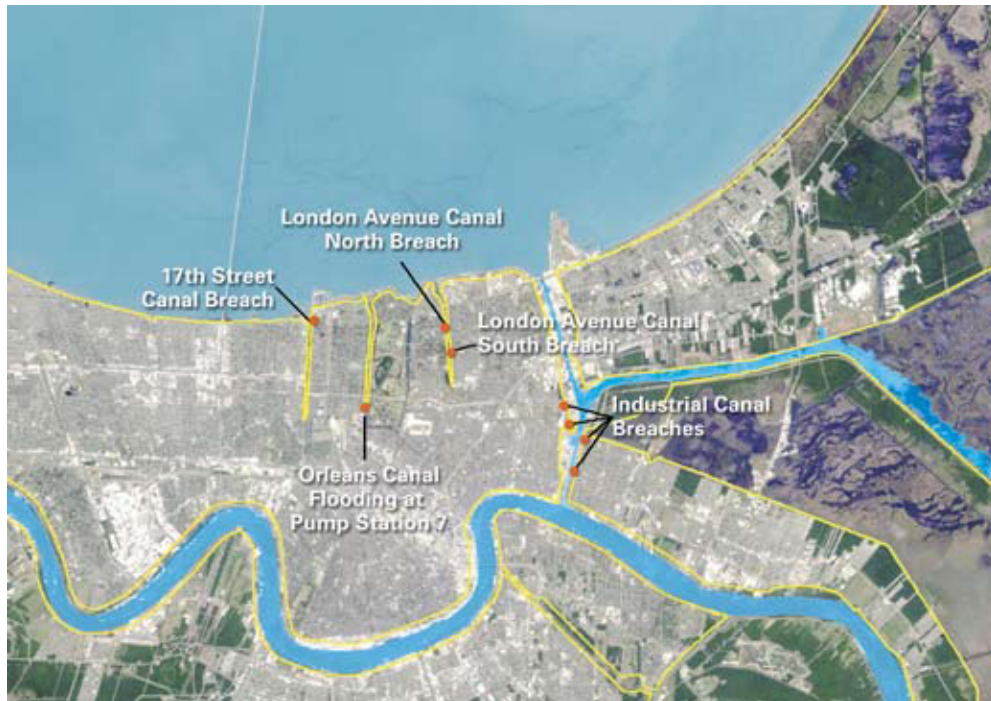 London Avenue Canal
North Breach
17th Street
Canal Breach
London Avenue Canal
South Breach
Industrial Canal
Breaches
Orleans Canal
Flooding at
Pump Station 7